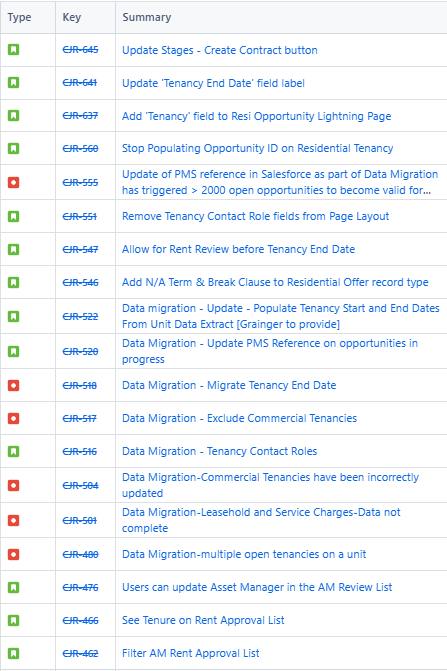 Type Key Summary
CJR-645 Update Stages - Create Contract button
CJR-641 Update 'Tenancy End Date' field label
CJR-637 Add 'Tenancy' field to Resi Opportunity Lightning Page
CJR-560 Stop Populating Opportunity ID on Residential Tenancy
CJR-555 Update of PMS reference in Salesforce as part of Data Migration
has triggered > 2000 open opportunities to become valid for...
CJR-551 Remove Tenancy Contact Role fields from Page Layout
CJR-547 Allow for Rent Review before Tenancy End Date
CJR-546 Add N/A Term & Break Clause to Residential Offer record type
CJR-522 Data migration - Update - Populate Tenancy Start and End Dates
From Unit Data Extract [Grainger to provide]
CJR-520 Data Migration - Update PMS Reference on opportunities in
progress
CJR-518 Data Migration - Migrate Tenancy End Date
CJR-517 Data Migration - Exclude Commercial Tenancies
CJR-516 Data Migration - Tenancy Contact Roles
CJR-504 Data Migration-Commercial Tenancies have been incorrectly
updated
CJR-501 Data Migration-Leasehold and Service Charges-Data not
complete
CJR-480 Data Migration-multiple open tenancies on a unit
CJR-476 Users can update Asset Manager in the AM Review List
CJR-466 See Tenure on Rent Approval List
CJR-462 Filter AM Rent Approval List